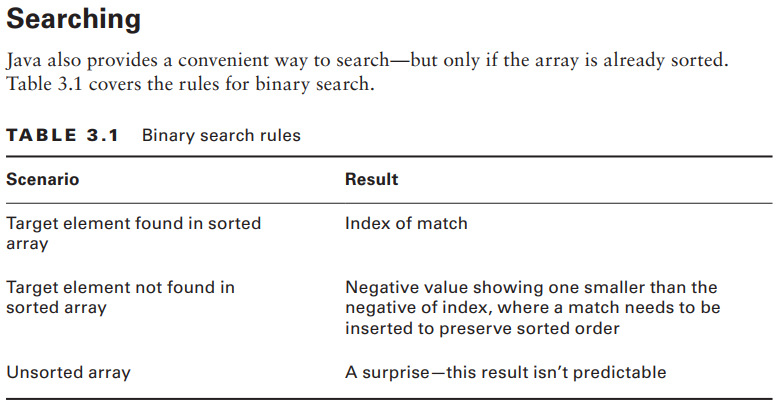 Searching
Java also provides a convenient way to search—but only if the array is already sorted.
Table 3.1 covers the rules for binary search.
TABLE 3.1 Binary search rules
Scenario Result
Target element found in sorted Index of match
array
Target element not found in Negative value showing one smaller than the
sorted array negative of index, where a match needs to be
inserted to preserve sorted order
Unsorted array A surprise—this result isn’t predictable